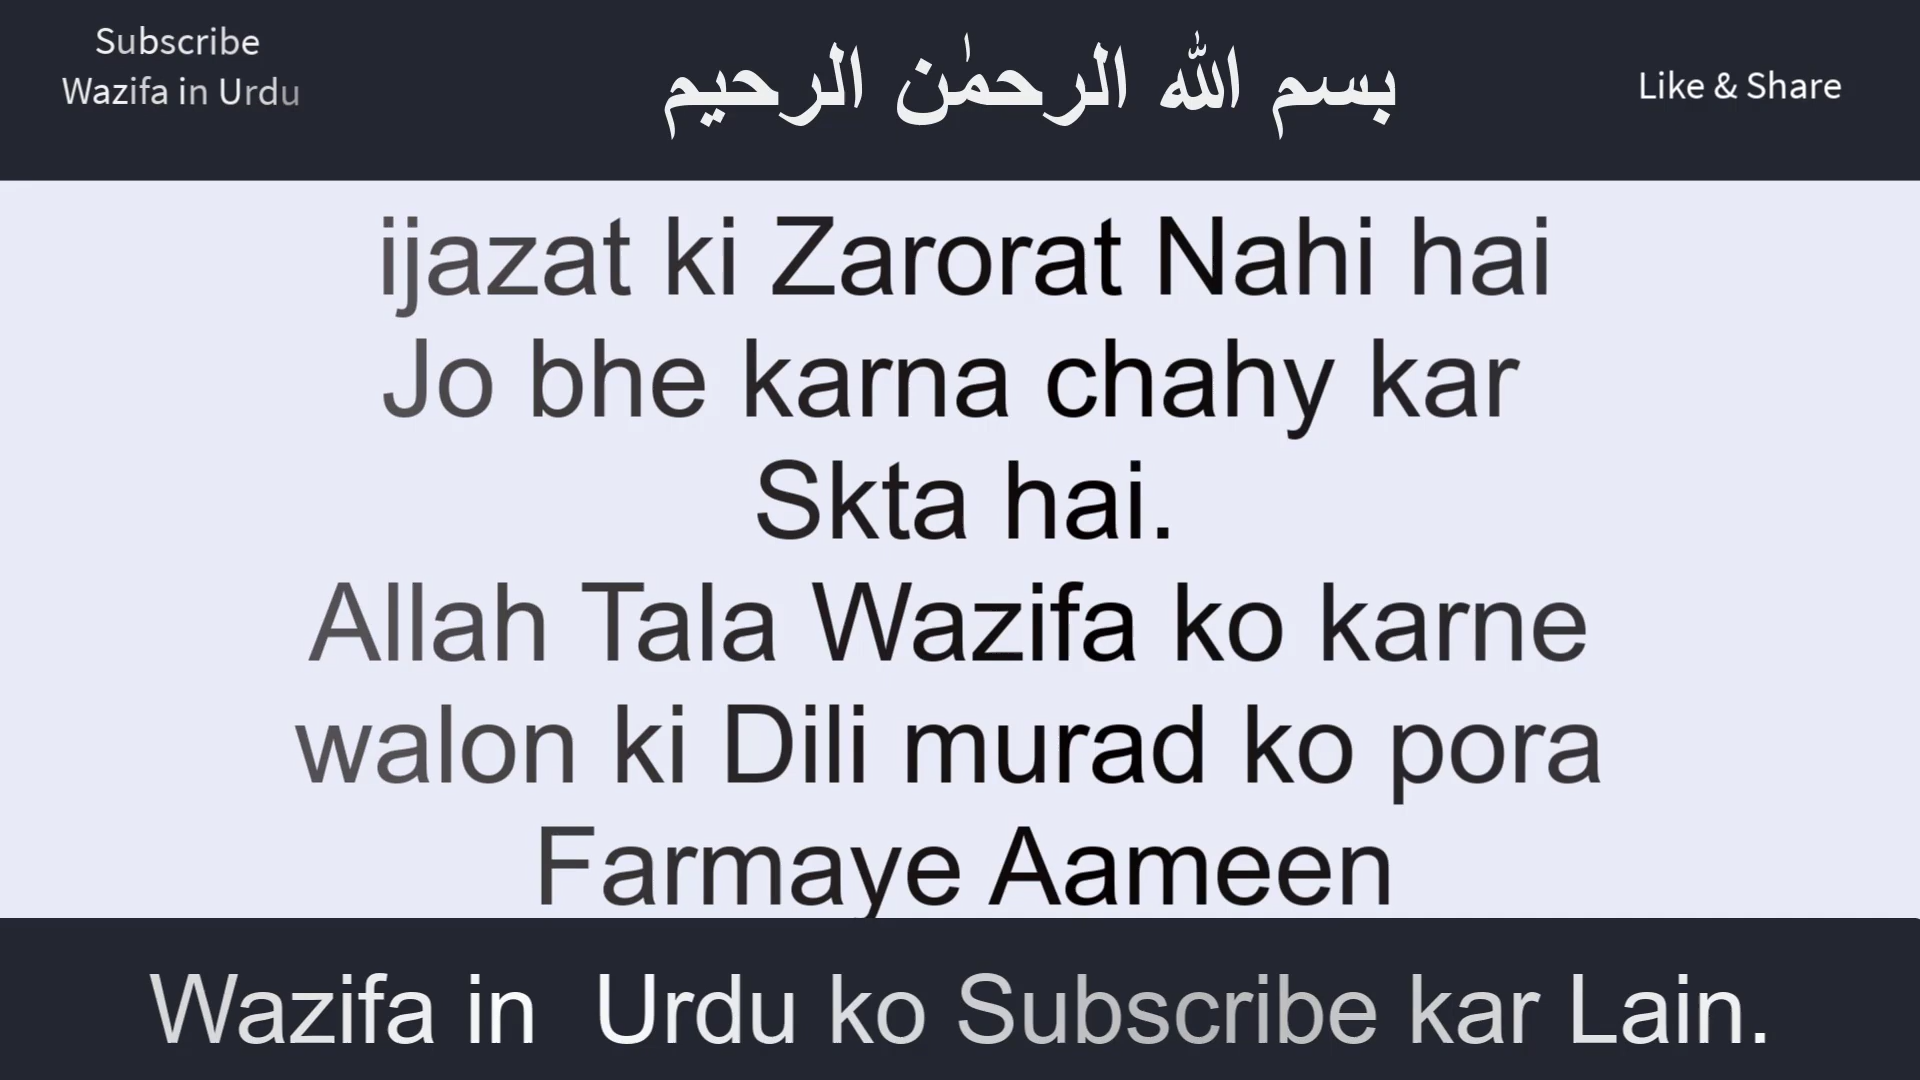 Subscribe
Wazifa in Urdu
بسم الله الرحمٰن الرحيم
Like & Share
ijazat ki Zarorat Nahi hai
Jo bhe karna chahy kar
Skta hai.
Allah Tala Wazifa ko karne
walon ki Dili murad ko pora
Farmaye Aameen
Wazifa in  Urdu ko Subscribe kar Lain.